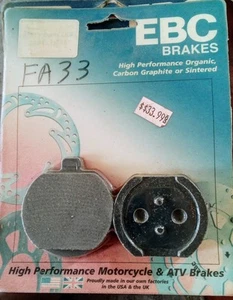 EBC
BRAKES
High Performance Organic,
Carbon Graphite or Sintered
FA33
$$33.99$
High Performance Motorcycle & ATV Brakes
Proudly made in our own factories
in the USA & the UK